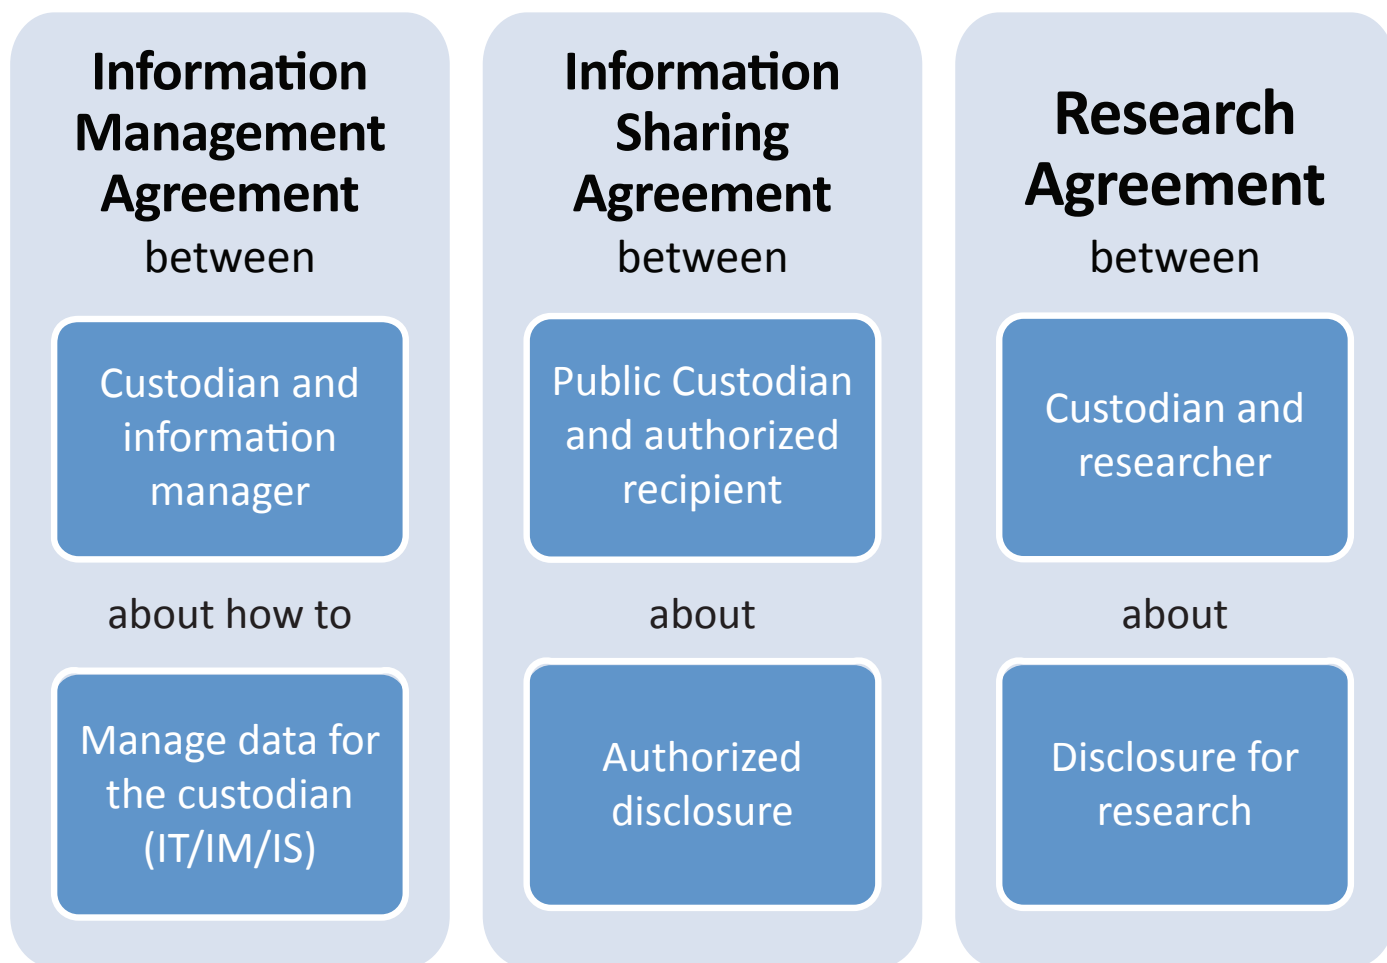 Information
Management
Agreement
between
Custodian and
information
manager
about how to
Manage data for
the custodian
(IT/IM/IS)
Information
Sharing
Agreement
between
Public Custodian
and authorized
recipient
about
Authorized
disclosure
Research
Agreement
between
Custodian and
researcher
about
Disclosure for
research